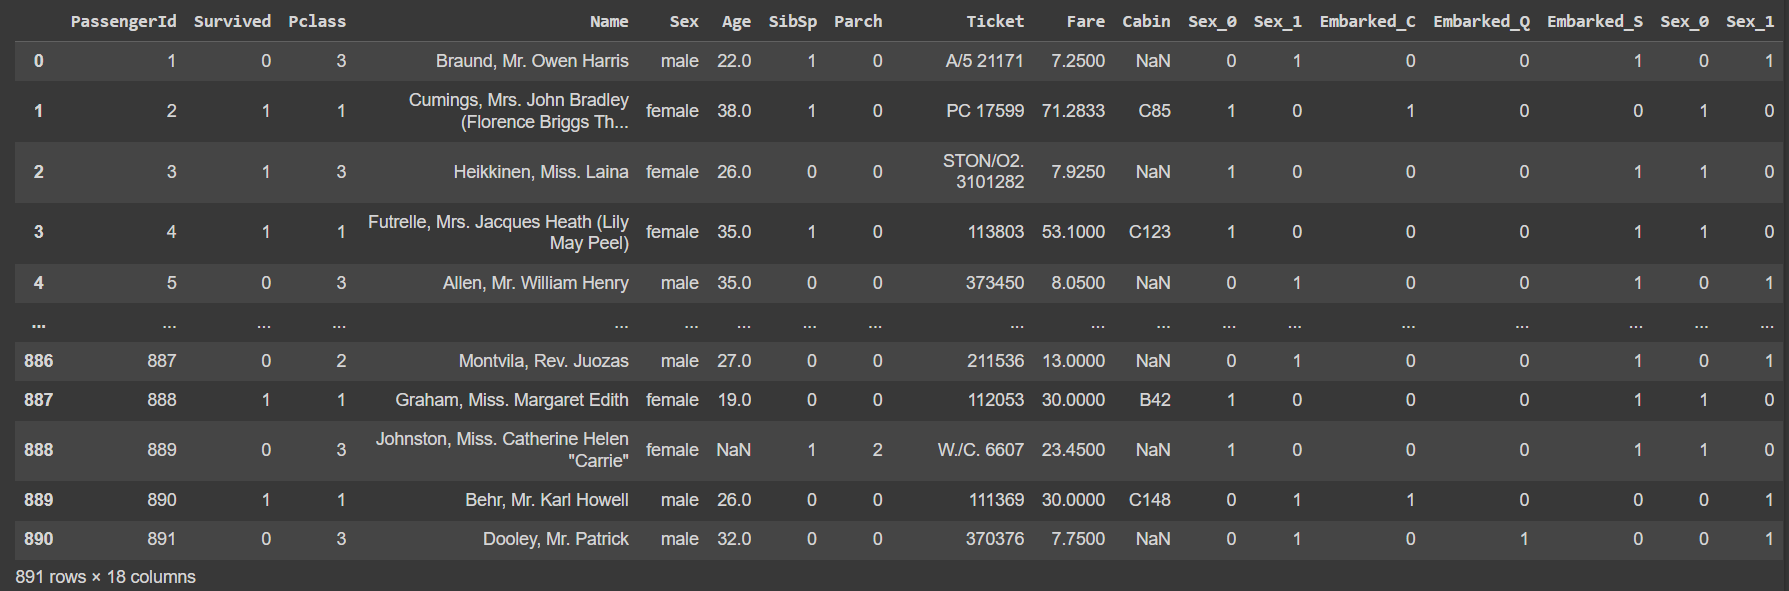 PassengerId Survived Pclass Name Sex Age SibSp Parch Ticket Fare Cabin Sex_0 Sex_1 Embarked_C Embarked_Q Embarked_S Sex_0 Sex_1
0 1 0 3 Braund, Mr. Owen Harris male 22.0 1 0 A/5 21171 7.2500 NaN 0 1 0 0 1 0 1
Cumings, Mrs. John Bradley
1 2 1 1 (Florence Briggs Th... female 38.0 1 0 PC 17599 71.2833 C85 1 0 1 0 0 1 0
STON/O2.
2 3 1 3 Heikkinen, Miss. Laina female 26.0 0 0 3101282 7.9250 NaN 1 0 0 0 1 1 0
Futrelle, Mrs. Jacques Heath (Lily
3 4 1 1 May Peel) female 35.0 1 0 113803 53.1000 C123 1 0 0 0 1 1 0
4 5 0 3 Allen, Mr. William Henry male 35.0 0 0 373450 8.0500 NaN 0 1 0 0 1 0 1
... ... ... ... ... ... ... ... ... ... ... ... ... ... ... ... ... ... ...
886 887 0 2 Montvila, Rev. Juozas male 27.0 0 0 211536 13.0000 NaN 0 1 0 0 1 0 1
887 888 1 1 Graham, Miss. Margaret Edith female 19.0 0 0 112053 30.0000 B42 1 0 0 0 1 1 0
Johnston, Miss. Catherine Helen
888 889 0 3 "Carrie" female NaN 1 2 W./C. 6607 23.4500 NaN 1 0 0 0 1 1 0
889 890 1 1 Behr, Mr. Karl Howell male 26.0 0 0 111369 30.0000 C148 0 1 1 0 0 0 1
890 891 0 3 Dooley, Mr. Patrick male 32.0 0 0 370376 7.7500 NaN 0 1 0 1 0 0 1
891 rows × 18 columns